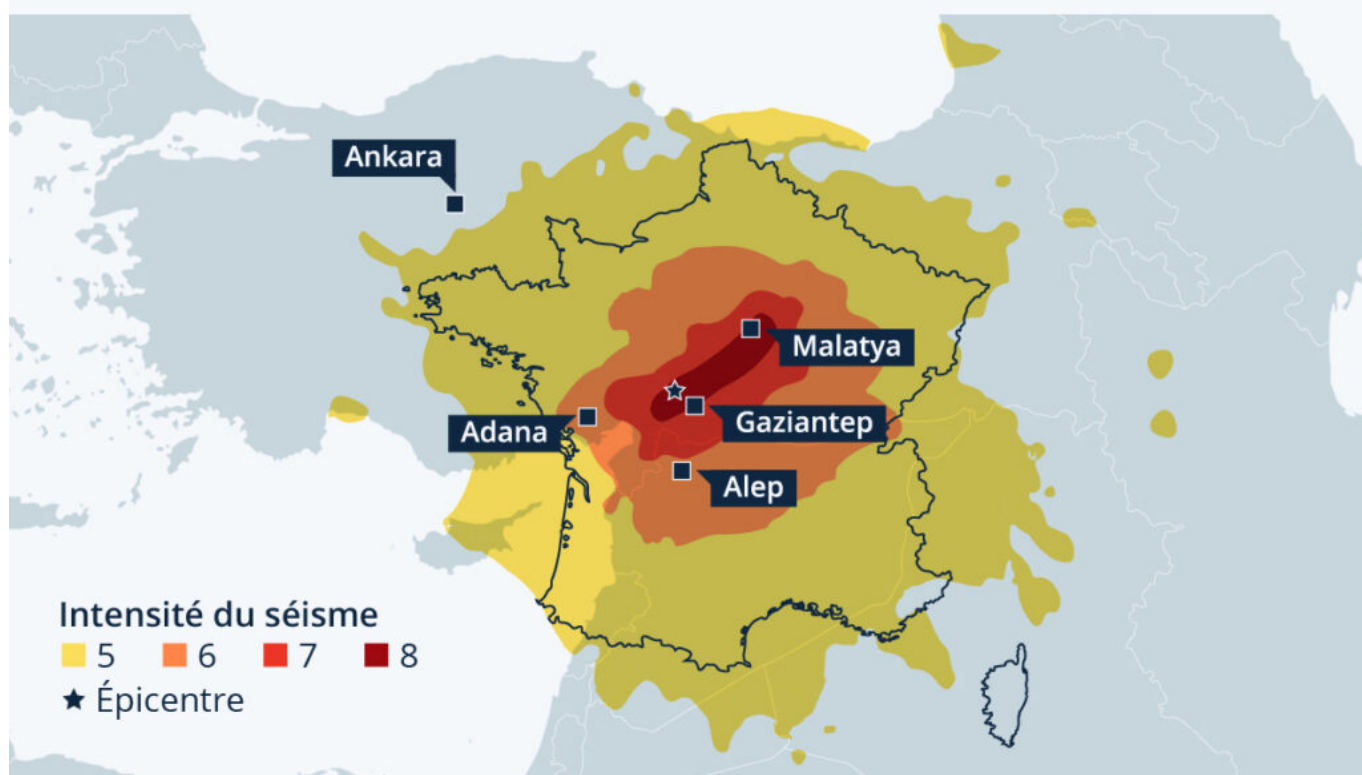 Ankara
Malatya
Adana
Gaziantep
Alep
Intensité du séisme
5 6 7 8
Épicentre